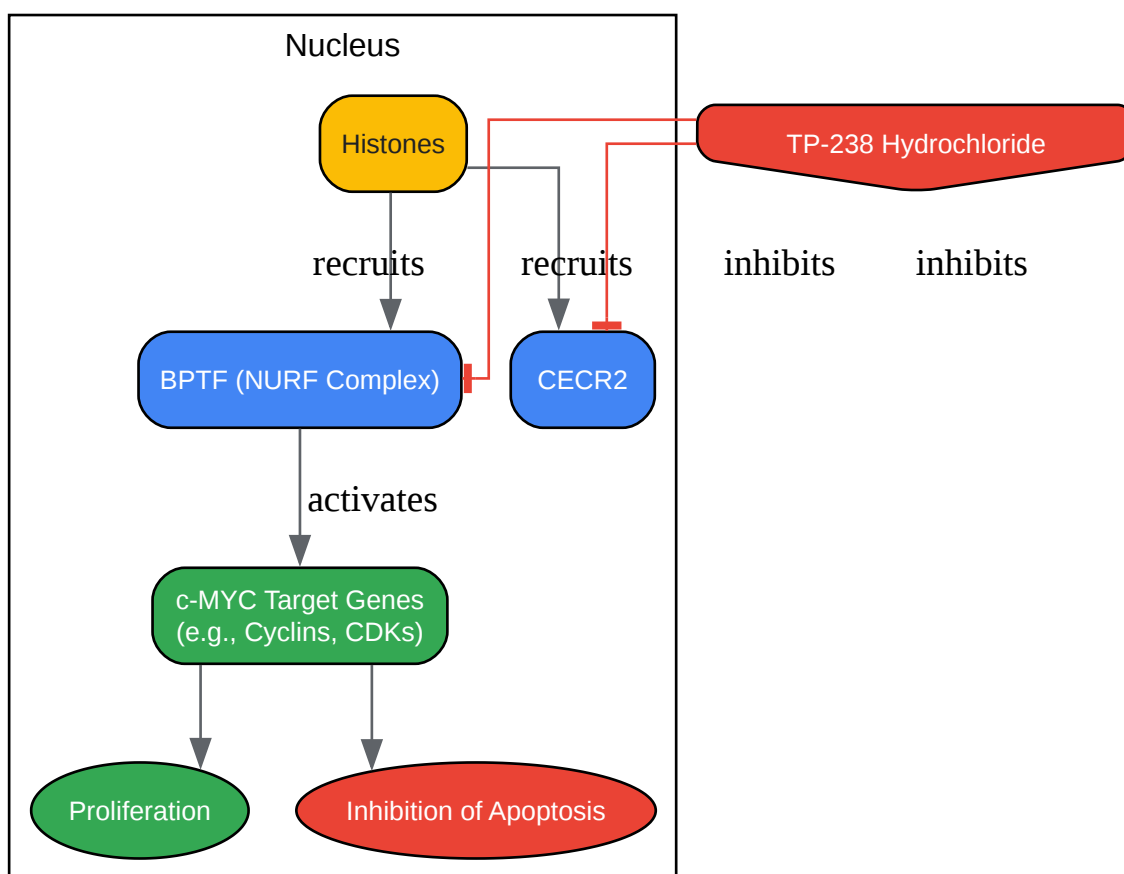 Nucleus
Histones
TP-238 Hydrochloride
recruits
recruits
inhibits
inhibits
BPTF (NURF Complex)
CECR2
activates
c-MYC Target Genes
(e.g., Cyclins, CDKs)
Proliferation
Inhibition of Apoptosis